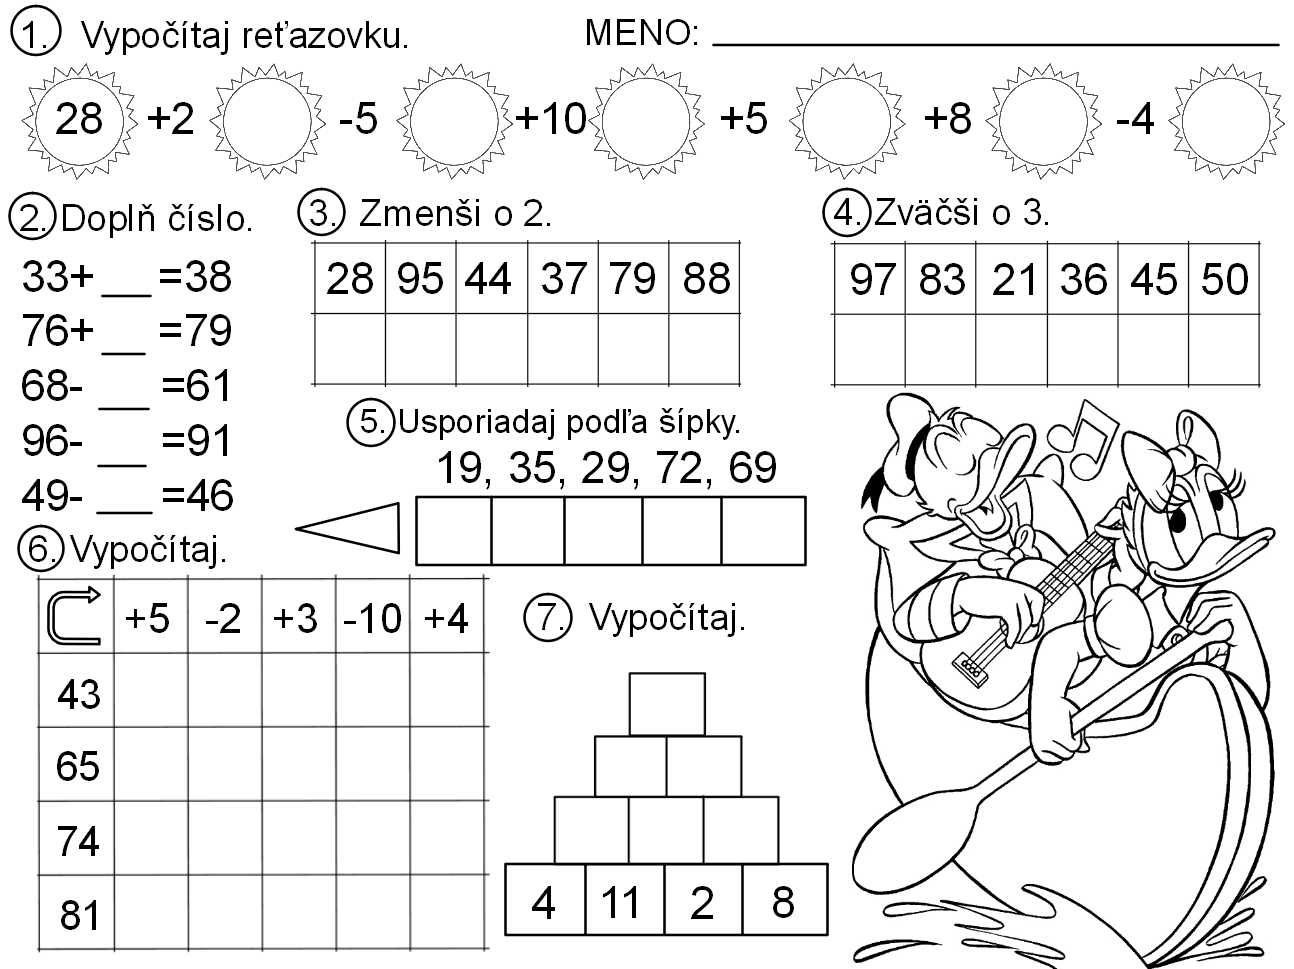 1. Vypočítaj reťazovku. MENO:
28 +2 -5 +10 +5 +8 -4
2. Doplň číslo.
33+ __ =38
76+ __ =79
68- __ =61
96- __ =91
49- __ =46
3. Zmenši o 2.
28 95 44 37 79 88
4. Zväčši o 3.
97 83 21 36 45 50
5. Usporiadaj podľa šípky.
19, 35, 29, 72, 69
6. Vypočítaj.
+5 -2 +3 -10 +4
43
65
74
81
7. Vypočítaj.
4 11 2 8